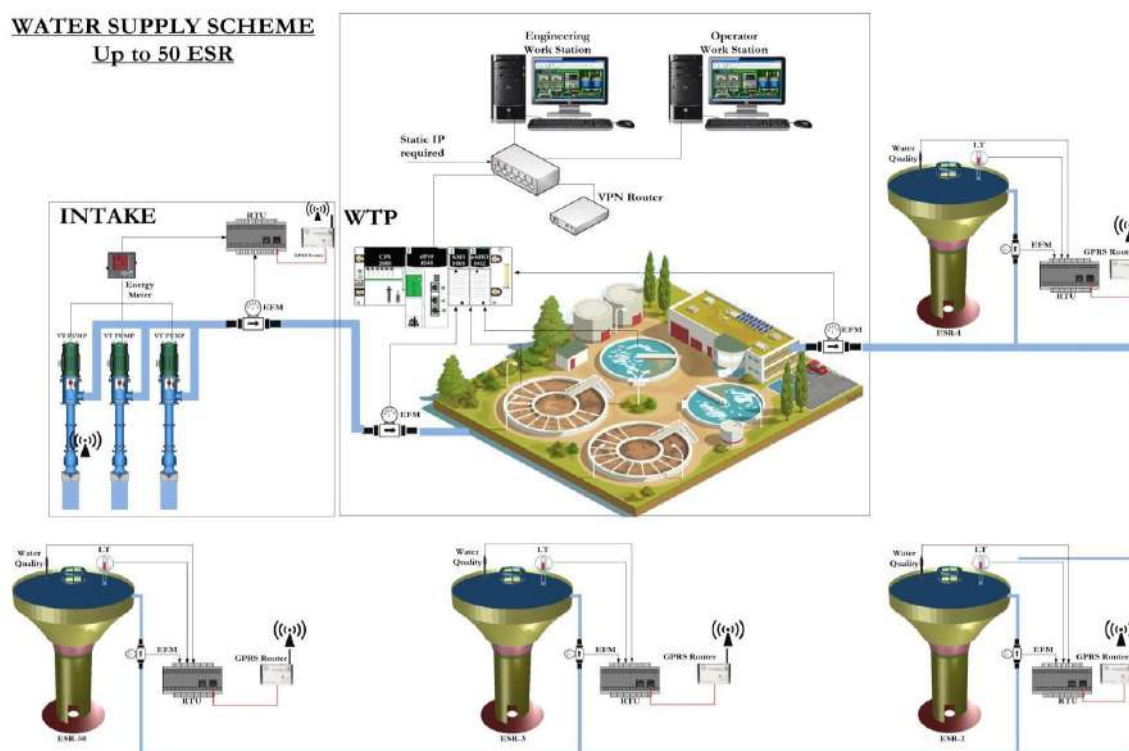 WATER SUPPLY SCHEME
Up to 50 ESR
Engineering
Work Station
Operator
Work Station
Static IP
required
VPN Router
INTAKE
RTU
GPRS Router
Energy
Meter
EFM
VT PUMP
VT PUMP
VT PUMP
WTP
CPS
EFM
EFM
Water
Quality
LT
EFM
GPRS Router
RTU
ESR-1
Water
Quality
LT
EFM
GPRS Router
RTU
ESR-50
Water
Quality
LT
EFM
GPRS Router
RTU
ESR-3
Water
Quality
LT
EFM
GPRS Router
RTU
ESR-2